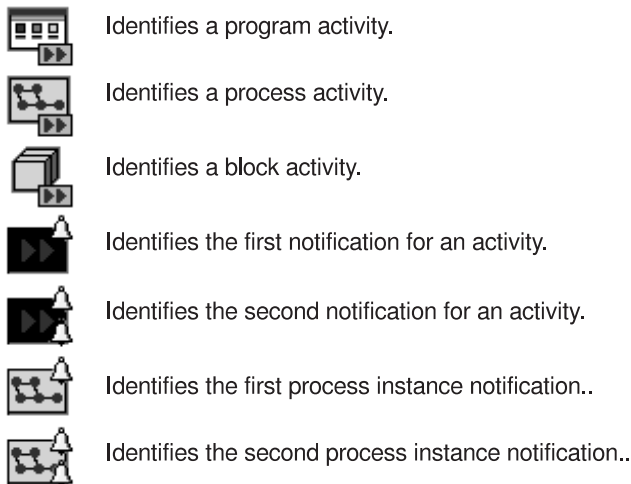 Identifies a program activity.
Identifies a process activity.
Identifies a block activity.
Identifies the first notification for an activity.
Identifies the second notification for an activity.
Identifies the first process instance notification..
Identifies the second process instance notification..